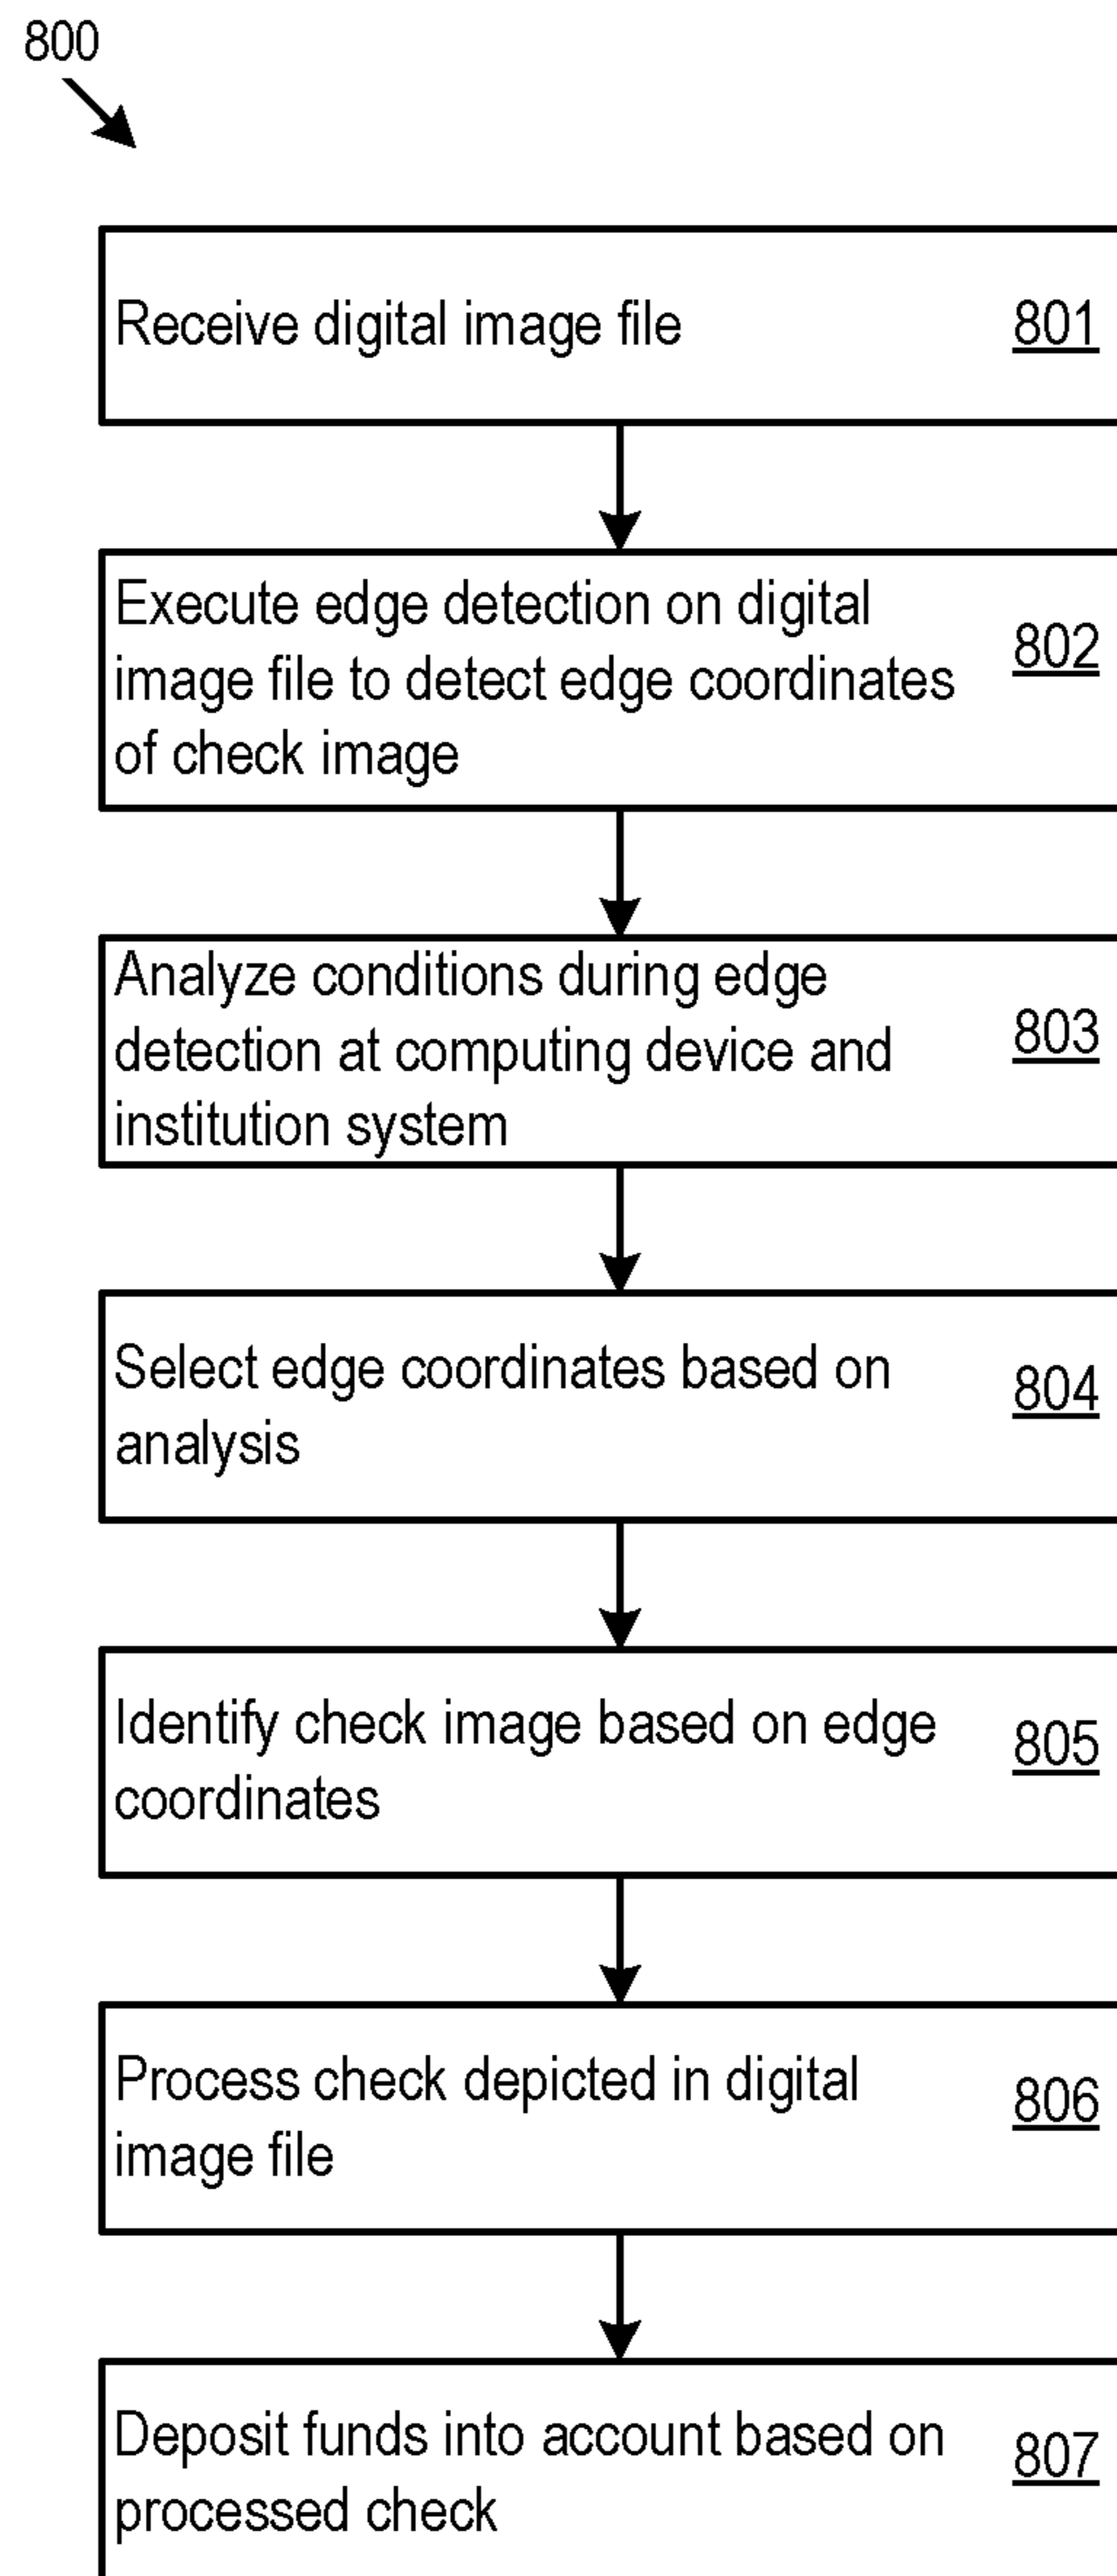 800
Receive digital image file 801
Execute edge detection on digital
image file to detect edge coordinates 802
of check image
Analyze conditions during edge
detection at computing device and 803
institution system
Select edge coordinates based on 804
analysis
Identify check image based on edge 805
coordinates
Process check depicted in digital 806
image file
Deposit funds into account based on 807
processed check